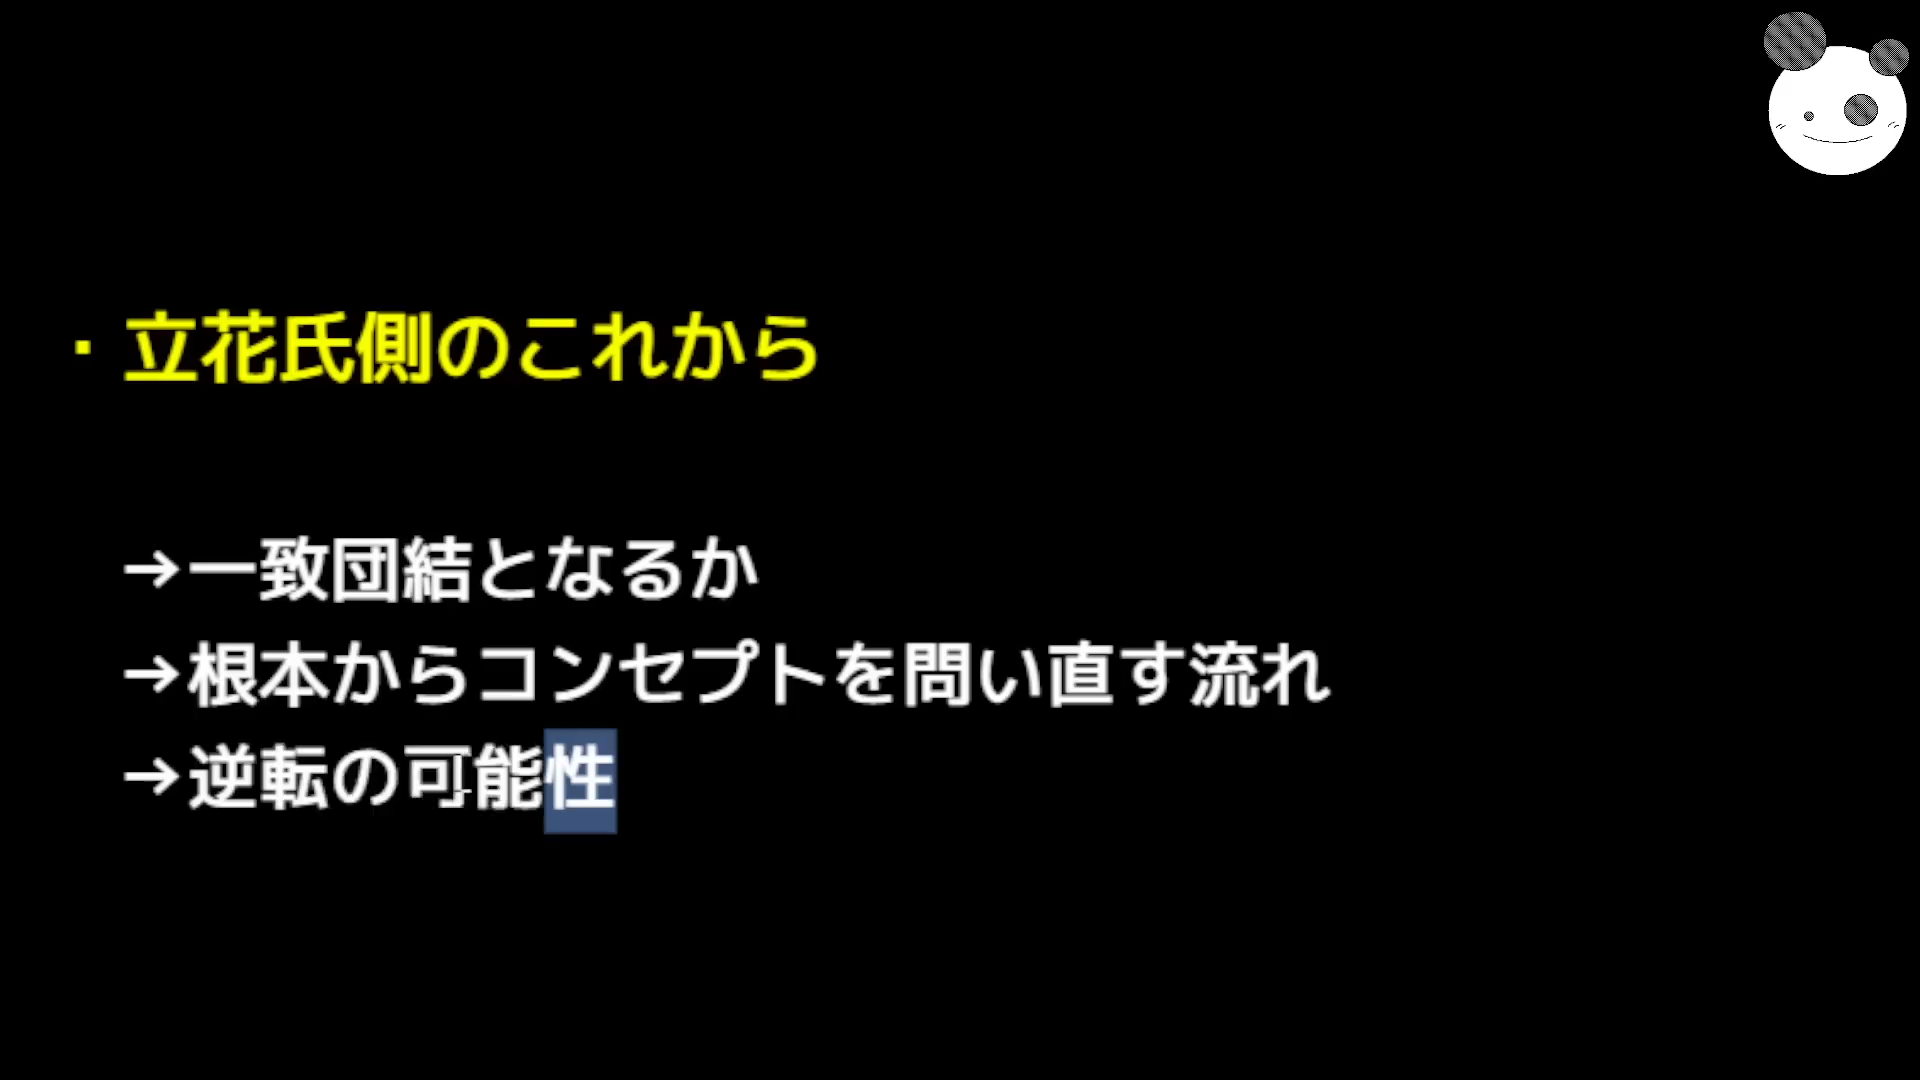 ・立花氏側のこれから
→一致団結となるか
→根本からコンセプトを問い直す流れ
→逆転の可能性